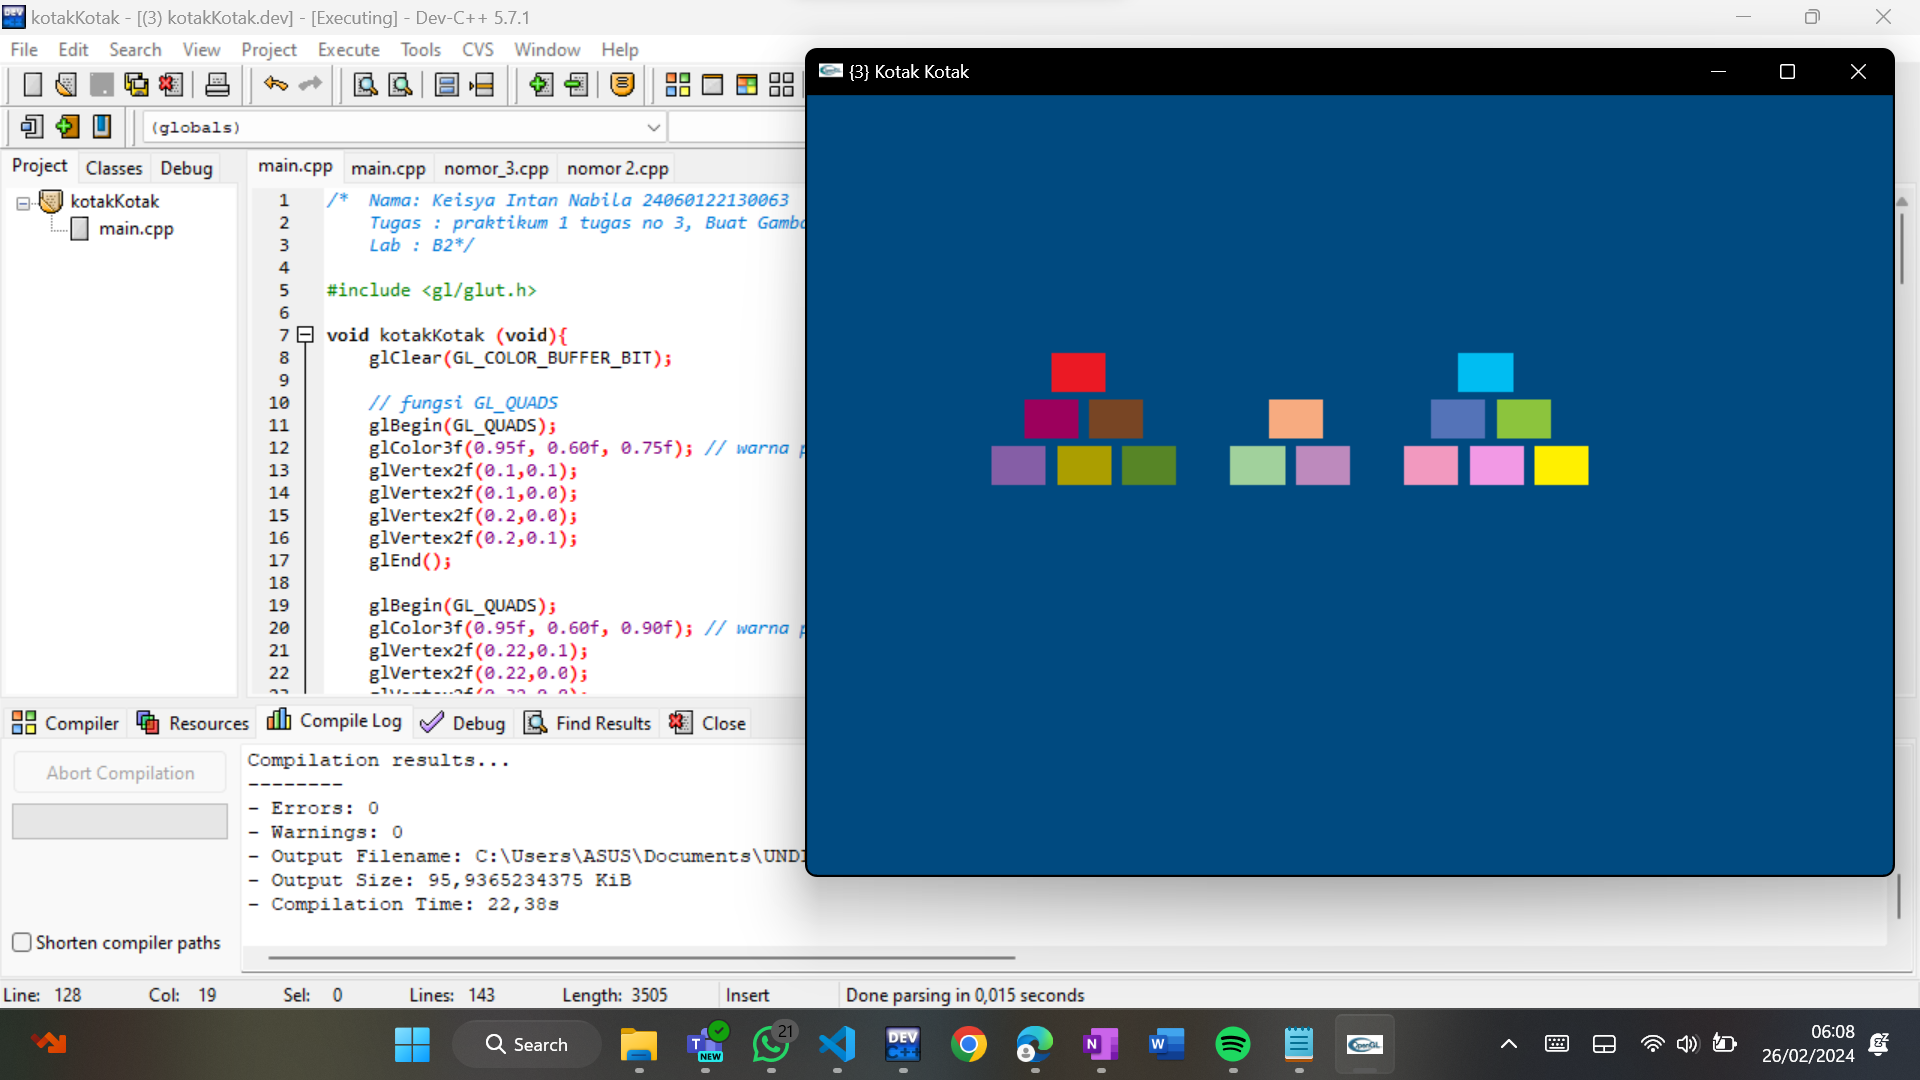 kotakKotak - [(3) kotakKotak.dev] - [Executing] - Dev-C++ 5.7.1
File Edit Search View Project Execute Tools CVS Window Help
{3} Kotak Kotak
(globals)
Project Classes Debug
main.cpp main.cpp nomor_3.cpp nomor 2.cpp
kotakKotak
main.cpp
1 /* Nama: Keisya Intan Nabila 24060122130063
2 Tugas : praktikum 1 tugas no 3, Buat
3 Lab : B2*/
4
5 #include <gl/glut.h>
6
7 void kotakKotak (void){
8 glClear(GL_COLOR_BUFFER_BIT);
9
10 // fungsi GL_QUADS
11 glBegin(GL_QUADS);
12 glColor3f(0.95f, 0.60f, 0.75f); // warna
13 glVertex2f(0.1,0.1);
14 glVertex2f(0.1,0.0);
15 glVertex2f(0.2,0.0);
16 glVertex2f(0.2,0.1);
17 glEnd();
18
19 glBegin(GL_QUADS);
20 glColor3f(0.95f, 0.60f, 0.90f); // warna
21 glVertex2f(0.22,0.1);
22 glVertex2f(0.22,0.0);
Compiler Resources Compile Log Debug Find Results Close
Abort Compilation
Shorten compiler paths
Compilation results...
--------
- Errors: 0
- Warnings: 0
- Output Filename: C:\Users\ASUS\Documents\UND
- Output Size: 95,9365234375 KiB
- Compilation Time: 22,38s
Line: 128 Col: 19 Sel: 0 Lines: 143 Length: 3505 Insert Done parsing in 0,015 seconds
Search
NEW
21
DEV
C++
OpenGL
06:08
26/02/2024